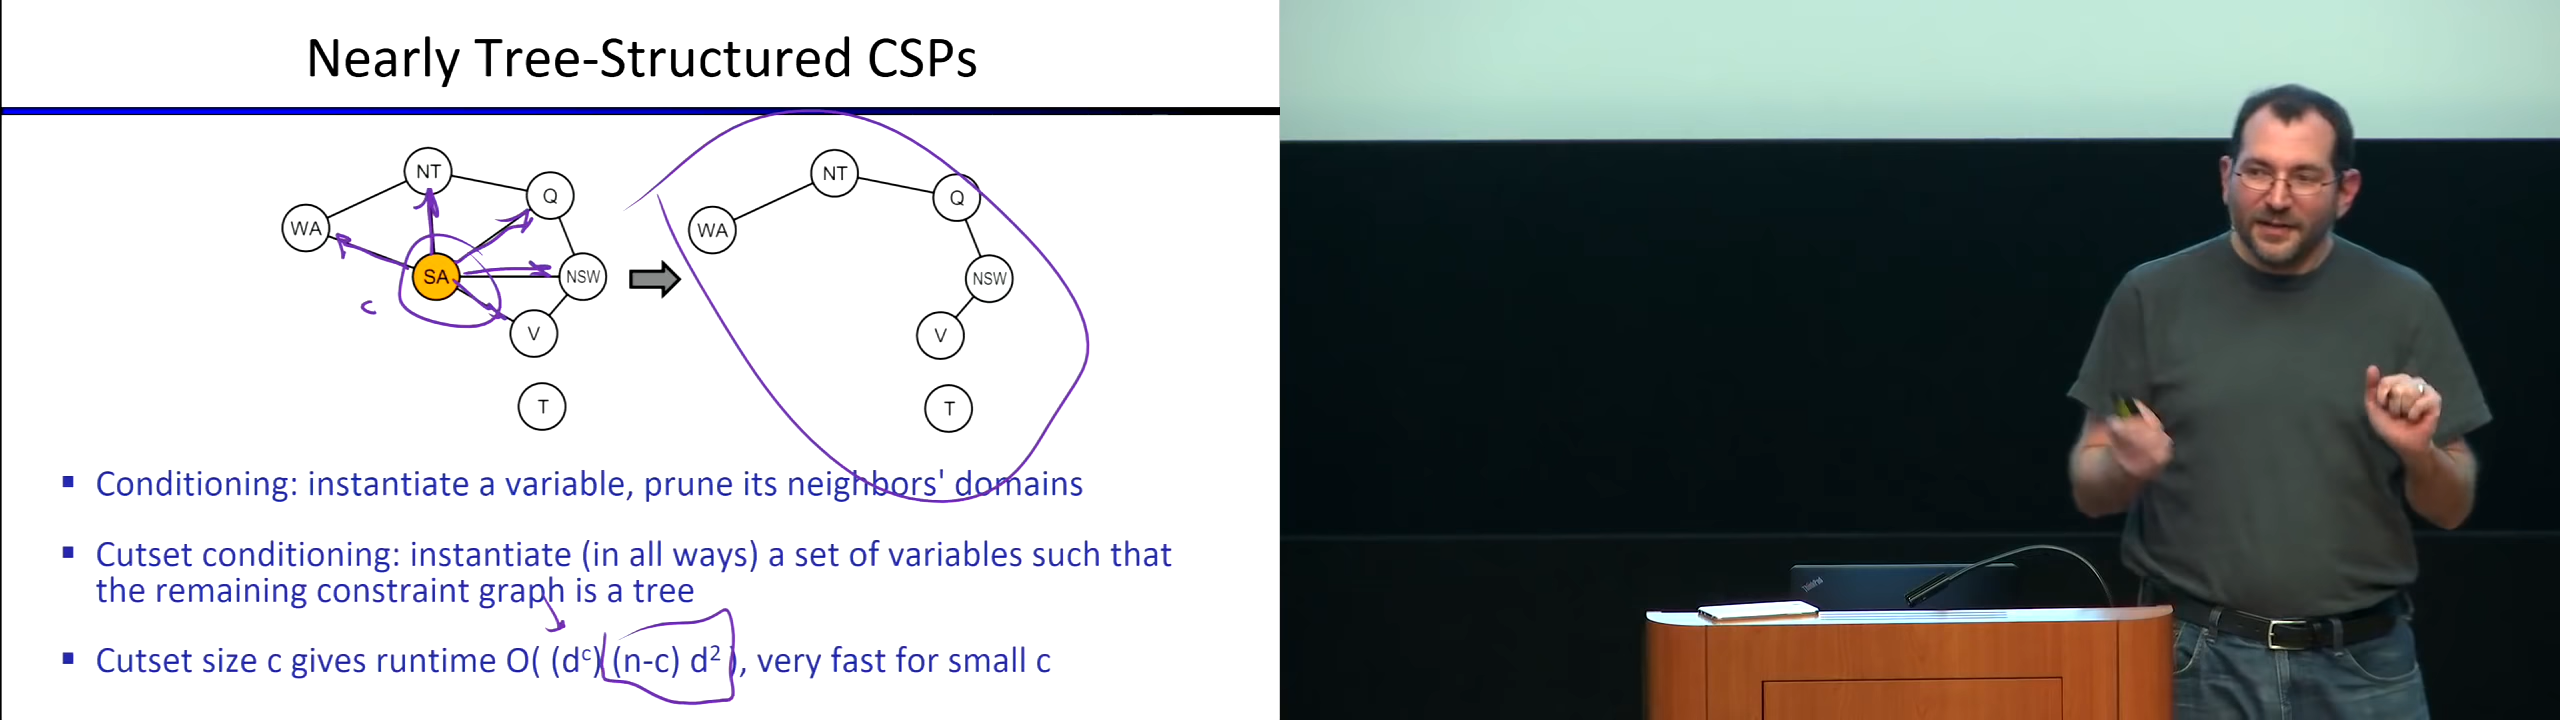 Nearly Tree-Structured CSPs
NT
Q
WA
SA
NSW
V
T
c
NT
Q
WA
NSW
V
T
▪ Conditioning: instantiate a variable, prune its neighbors' domains
▪ Cutset conditioning: instantiate (in all ways) a set of variables such that
the remaining constraint graph is a tree
▪ Cutset size c gives runtime O( (dᶜ) (n-c) d² ), very fast for small c